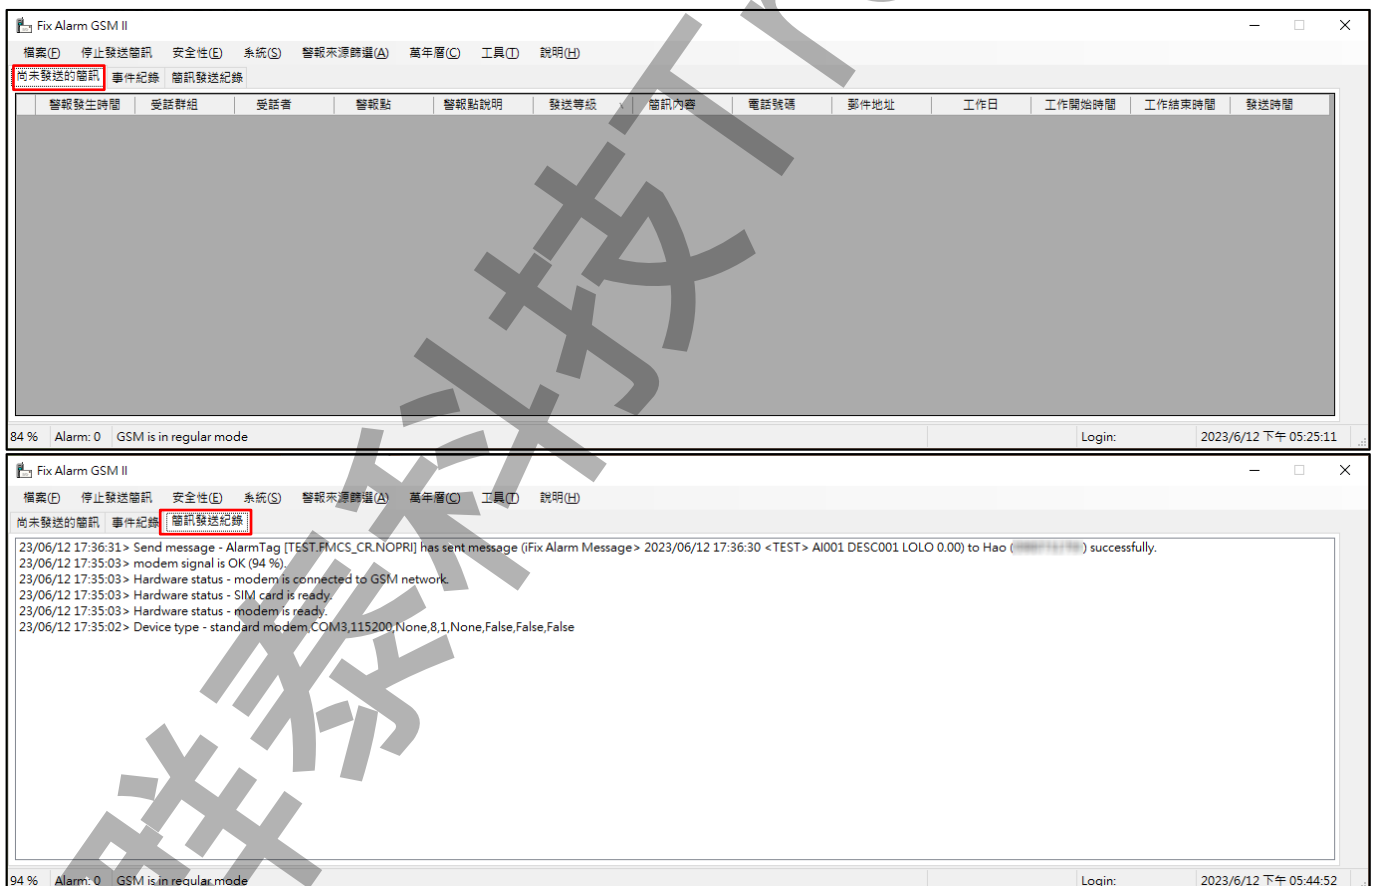 Fix Alarm GSM II
檔案(F) 停止發送簡訊 安全性(E) 系統(S) 警報來源篩選(A) 萬年曆(C) 工具(T) 說明(H)
尚未發送的簡訊 事件紀錄 簡訊發送紀錄
警報發生時間 受話群組 受話者 警報點 警報點說明 發送等級 簡訊內容 電話號碼 郵件地址 工作日 工作開始時間 工作結束時間 發送時間
84 % Alarm: 0 GSM is in regular mode Login: 2023/6/12 下午 05:25:11
Fix Alarm GSM II
檔案(F) 停止發送簡訊 安全性(E) 系統(S) 警報來源篩選(A) 萬年曆(C) 工具(T) 說明(H)
尚未發送的簡訊 事件紀錄 簡訊發送紀錄
23/06/12 17:36:31> Send message - AlarmTag [TEST.FMCS_CR.NOPRI] has sent message (iFix Alarm Message> 2023/06/12 17:36:30 <TEST> AI001 DESC001 LOLO 0.00) to Hao ( ) successfully.
23/06/12 17:35:03> modem signal is OK (94 %).
23/06/12 17:35:03> Hardware status - modem is connected to GSM network.
23/06/12 17:35:03> Hardware status - SIM card is ready.
23/06/12 17:35:03> Hardware status - modem is ready.
23/06/12 17:35:02> Device type - standard modem,COM3,115200,None,8,1,None,False,False,False
94 % Alarm: 0 GSM is in regular mode Login: 2023/6/12 下午 05:44:52
群泰科技Tr